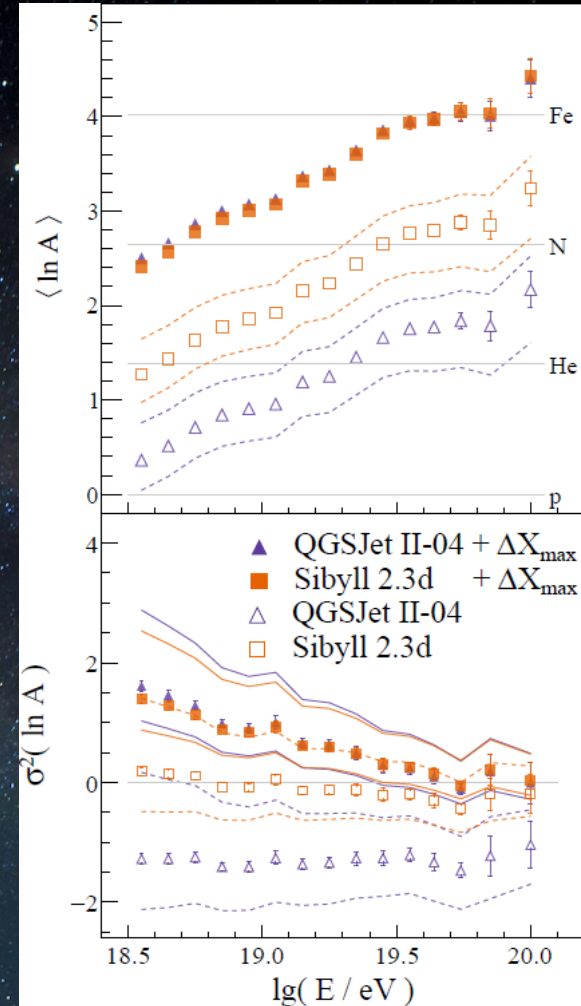 5
4
3
2
1
0
⟨ ln A ⟩
Fe
N
He
p
4
2
0
−2
σ²( ln A )
QGSJet II-04 + ΔXmax
Sibyll 2.3d + ΔXmax
QGSJet II-04
Sibyll 2.3d
18.5 19.0 19.5 20.0
lg( E / eV )